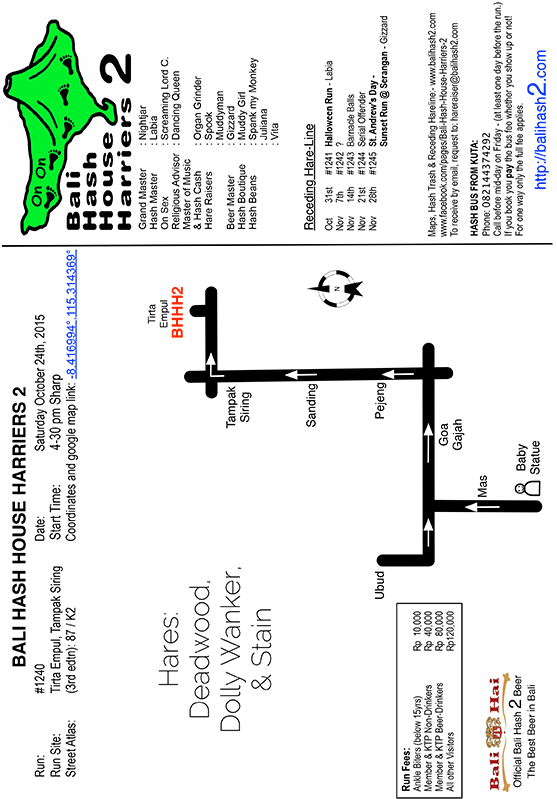 BALI HASH HOUSE HARRIERS 2
Run: #1240 Date: Saturday October 24th, 2015
Run Site: Tirta Empul, Tampak Siring Start Time: 4-30 pm Sharp
Street Atlas: (3rd edtn): 87 / K2 Coordinates and google map link: -8.416994°,115.314369°
Hares:
Deadwood,
Dolly Wanker,
& Stain
Tirta
Empul
BHHH2
Tampak
Siring
Sanding
Pejeng
Goa
Gajah
Mas
Baby
Statue
Ubud
N
Run Fees:
Ankle Biters (below 15yrs) Rp 10,000
Member & KTP Non-Drinkers Rp 40,000
Member & KTP Beer-Drinkers Rp 80,000
All other Visitors Rp120,000
Bali Hai
Official Bali Hash 2 Beer
The Best Beer in Bali
On On
Bali
Hash
House
Harriers 2
Grand Master : Nightjar
Hash Master : Labia
On Sex : Screaming Lord C.
Religious Advisor : Dancing Queen
Master of Music
& Hash Cash : Organ Grinder
Hare Raisers : Spook
: Muddyman
Beer Master : Gizzard
Hash Boutique : Muddy Girl
Hash Beans : Spank my Monkey
: Juliana
: Vita
Receding Hare-Line
Oct 31st #1241 Halloween Run - Labia
Nov 7th #1242 ?
Nov 14th #1243 Barnacle Balls
Nov 21st #1244 Serial Offender
Nov 28th #1245 St. Andrew's Day -
Sunset Run @ Serangan - Gizzard
Maps, Hash Trash & Receding Hareline:- www.balihash2.com
www.facebook.com/pages/Bali-Hash-House-Harriers-2
To receive by email, request to: hareraiser@balihash2.com
HASH BUS FROM KUTA:
Phone: 082144374292
Call before mid-day on Friday - (at least one day before the run.)
If you book you pay the bus fee whether you show up or not!
For one way only the full fee applies.
http://balihash2.com